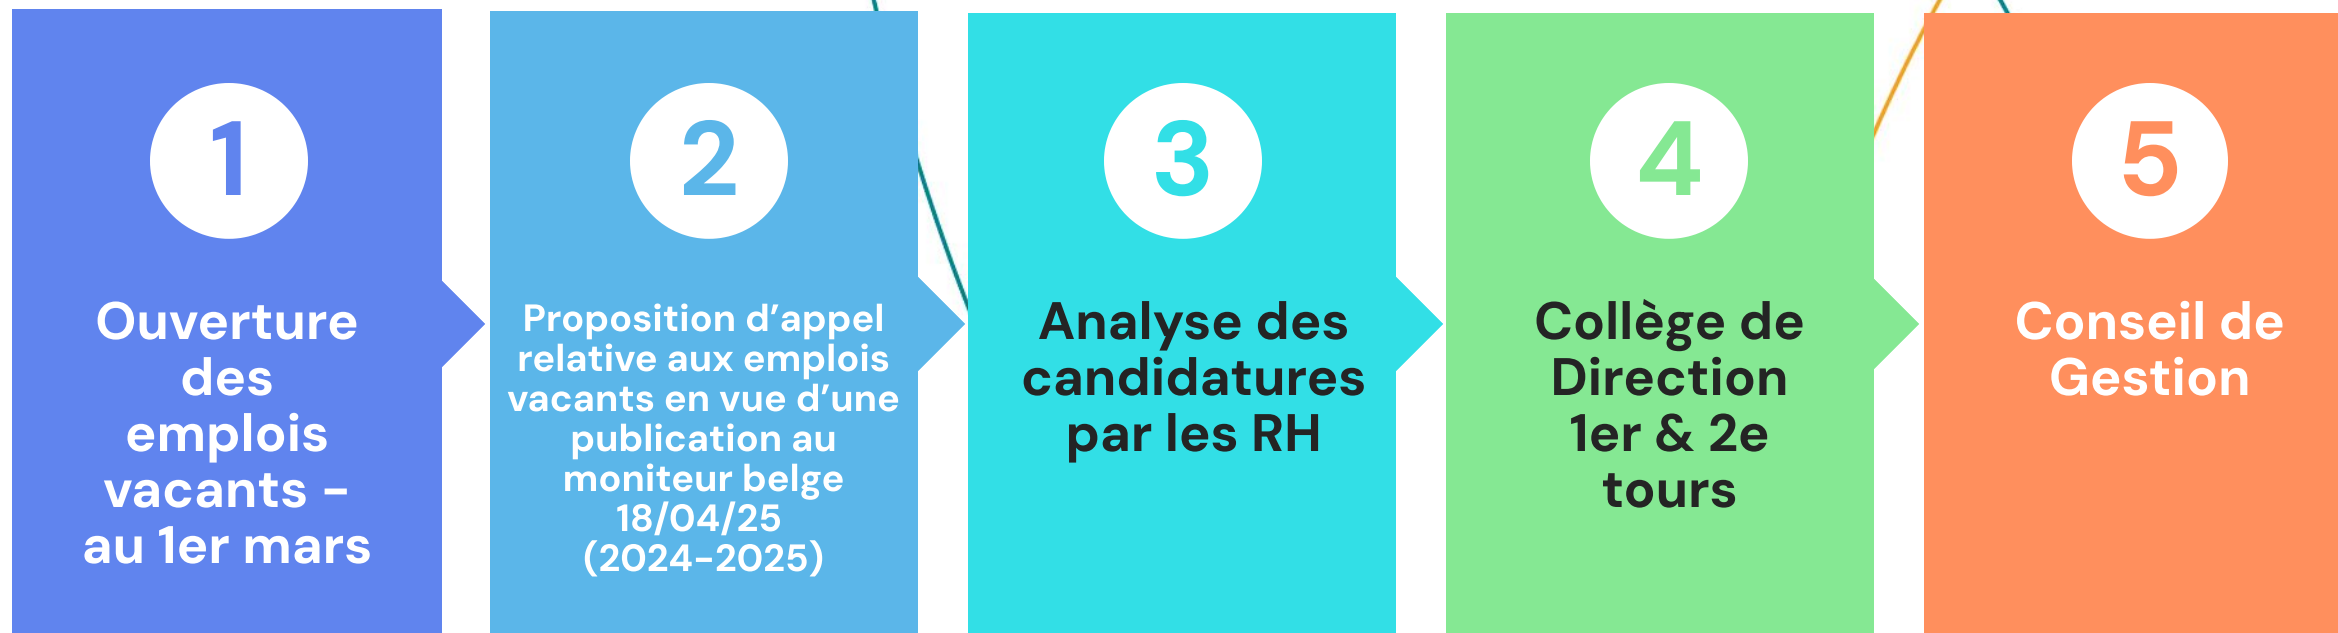 1
Ouverture
des
emplois
vacants -
au 1er mars
2
Proposition d'appel
relative aux emplois
vacants en vue d'une
publication au
moniteur belge
18/04/25
(2024-2025)
3
Analyse des
candidatures
par les RH
4
Collège de
Direction
1er & 2e
tours
5
Conseil de
Gestion